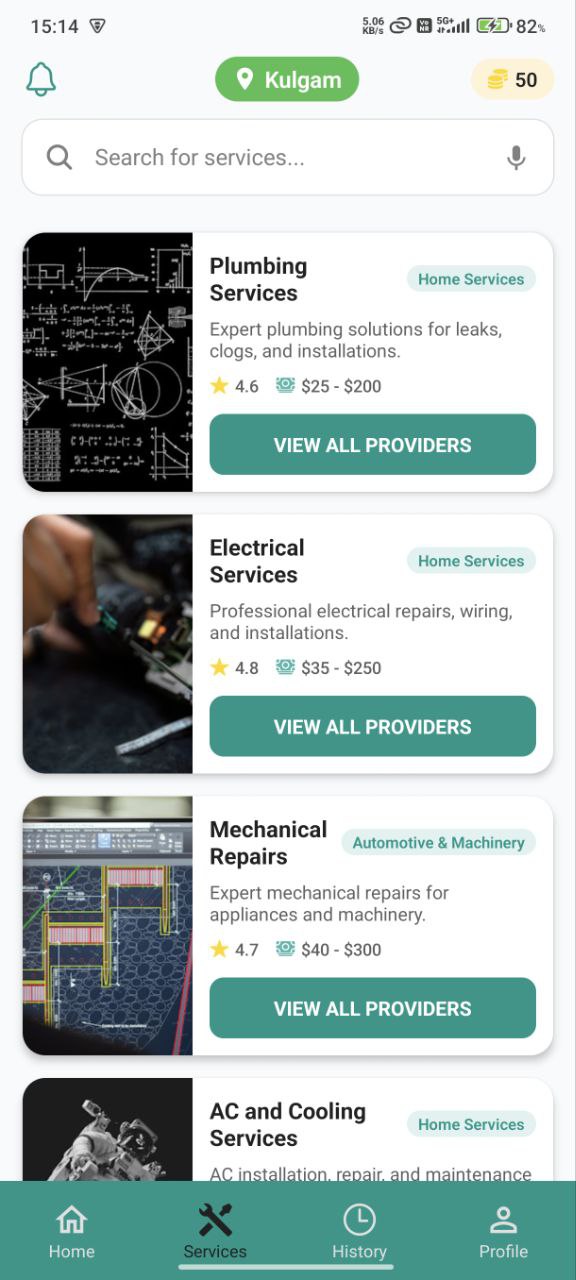 15:14
5.06 KB/s
Vo NR
5G+
82%
Kulgam
50
Search for services...
Plumbing
Services
Home Services
Expert plumbing solutions for leaks,
clogs, and installations.
4.6
$25 - $200
VIEW ALL PROVIDERS
Electrical
Services
Home Services
Professional electrical repairs, wiring,
and installations.
4.8
$35 - $250
VIEW ALL PROVIDERS
Mechanical
Repairs
Automotive & Machinery
Expert mechanical repairs for
appliances and machinery.
4.7
$40 - $300
VIEW ALL PROVIDERS
AC and Cooling
Services
Home Services
AC installation, repair, and maintenance
Home
Services
History
Profile